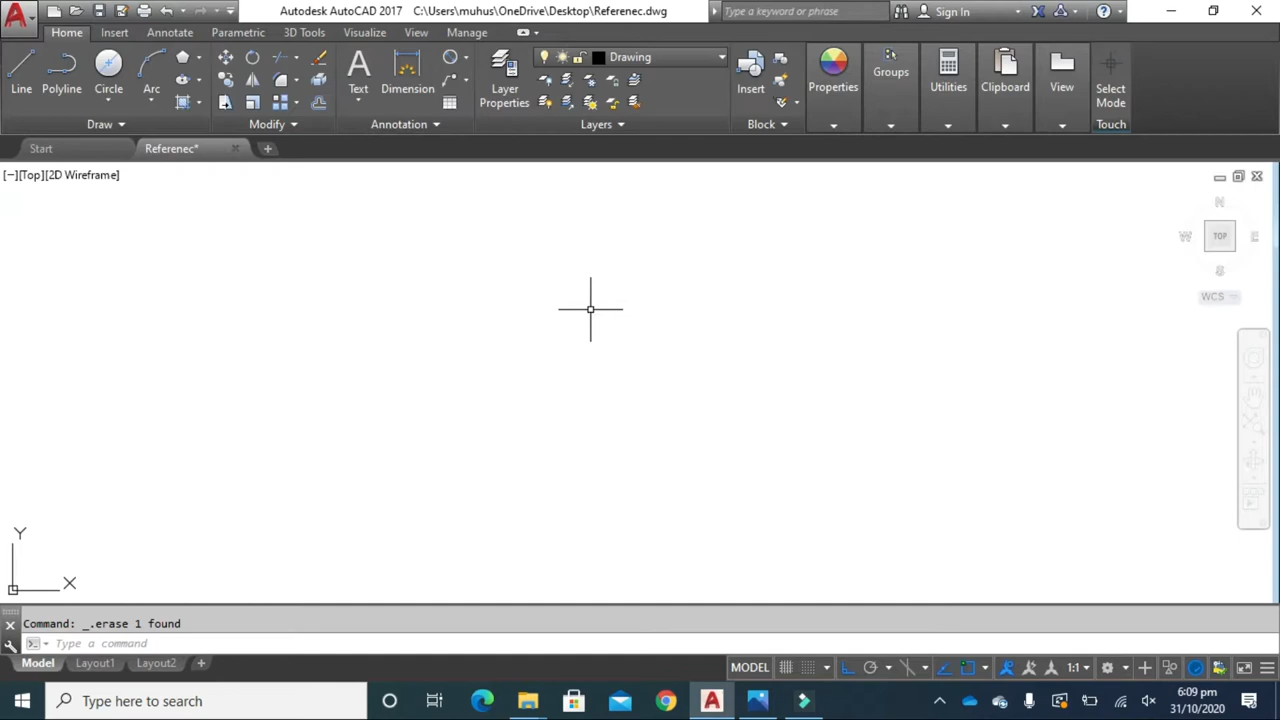 Autodesk AutoCAD 2017 C:\Users\muhus\OneDrive\Desktop\Referenec.dwg
Type a keyword or phrase
Sign In
Home Insert Annotate Parametric 3D Tools Visualize View Manage
Line Polyline Circle Arc
Text Dimension
Layer Properties
Drawing
Insert
Properties Groups Utilities Clipboard View
Select Mode
Draw Modify Annotation Layers Block Touch
Start Referenec*
[−][Top][2D Wireframe]
N
W TOP E
S
WCS
Y
X
Command: _.erase 1 found
Type a command
Model Layout1 Layout2
MODEL 1:1
Type here to search
6:09 pm
31/10/2020